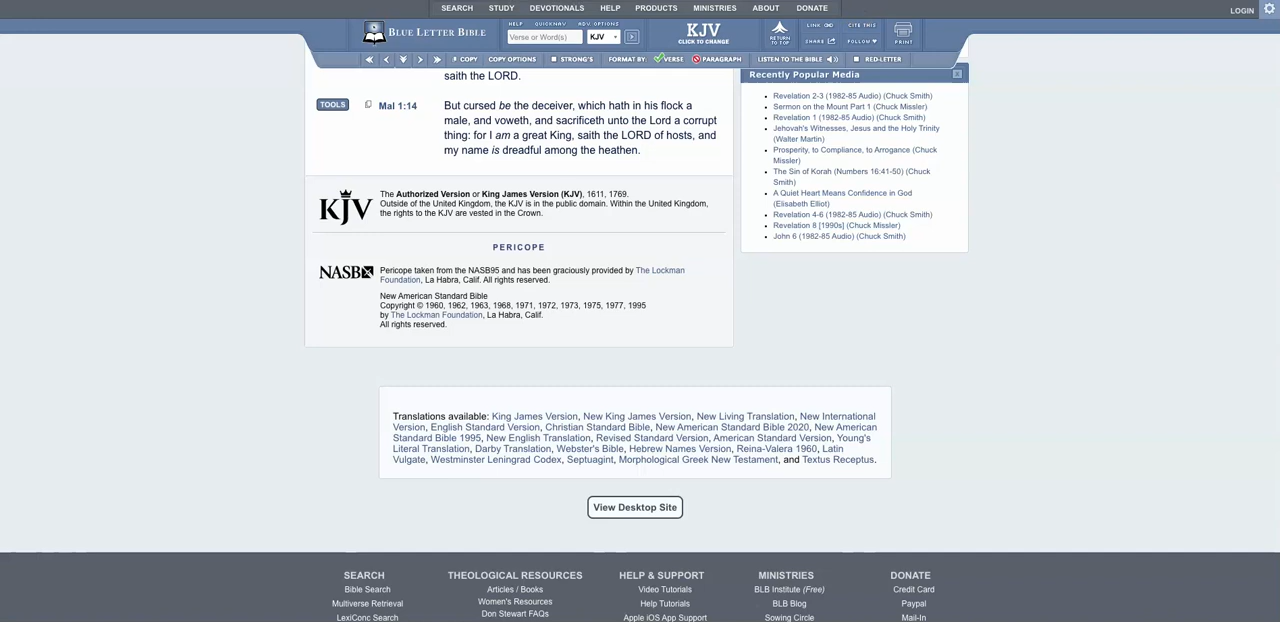 SEARCH STUDY DEVOTIONALS HELP PRODUCTS MINISTRIES ABOUT DONATE
LOGIN
BLUE LETTER BIBLE
HELP QUICKNAV ADV. OPTIONS
Verse or Word(s) KJV
KJV
CLICK TO CHANGE
RETURN TO TOP
LINK CITE THIS
SHARE FOLLOW
PRINT
COPY COPY OPTIONS STRONG'S FORMAT BY VERSE PARAGRAPH LISTEN TO THE BIBLE RED-LETTER
saith the LORD.
TOOLS Mal 1:14 But cursed be the deceiver, which hath in his flock a
male, and voweth, and sacrificeth unto the Lord a corrupt
thing: for I am a great King, saith the LORD of hosts, and
my name is dreadful among the heathen.
KJV
The Authorized Version or King James Version (KJV), 1611, 1769.
Outside of the United Kingdom, the KJV is in the public domain. Within the United Kingdom,
the rights to the KJV are vested in the Crown.
PERICOPE
NASB
Pericope taken from the NASB95 and has been graciously provided by The Lockman
Foundation, La Habra, Calif. All rights reserved.
New American Standard Bible
Copyright © 1960, 1962, 1963, 1968, 1971, 1972, 1973, 1975, 1977, 1995
by The Lockman Foundation, La Habra, Calif.
All rights reserved.
Recently Popular Media
Revelation 2-3 (1982-85 Audio) (Chuck Smith)
Sermon on the Mount Part 1 (Chuck Missler)
Revelation 1 (1982-85 Audio) (Chuck Smith)
Jehovah's Witnesses, Jesus and the Holy Trinity
(Walter Martin)
Prosperity, to Compliance, to Arrogance (Chuck
Missler)
The Sin of Korah (Numbers 16:41-50) (Chuck
Smith)
A Quiet Heart Means Confidence in God
(Elisabeth Elliot)
Revelation 4-6 (1982-85 Audio) (Chuck Smith)
Revelation 8 [1990s] (Chuck Missler)
John 6 (1982-85 Audio) (Chuck Smith)
Translations available: King James Version, New King James Version, New Living Translation, New International
Version, English Standard Version, Christian Standard Bible, New American Standard Bible 2020, New American
Standard Bible 1995, New English Translation, Revised Standard Version, American Standard Version, Young's
Literal Translation, Darby Translation, Webster's Bible, Hebrew Names Version, Reina-Valera 1960, Latin
Vulgate, Westminster Leningrad Codex, Septuagint, Morphological Greek New Testament, and Textus Receptus.
View Desktop Site
SEARCH
Bible Search
Multiverse Retrieval
LexiConc Search
THEOLOGICAL RESOURCES
Articles / Books
Women's Resources
Don Stewart FAQs
HELP & SUPPORT
Video Tutorials
Help Tutorials
Apple iOS App Support
MINISTRIES
BLB Institute (Free)
BLB Blog
Sowing Circle
DONATE
Credit Card
Paypal
Mail-In